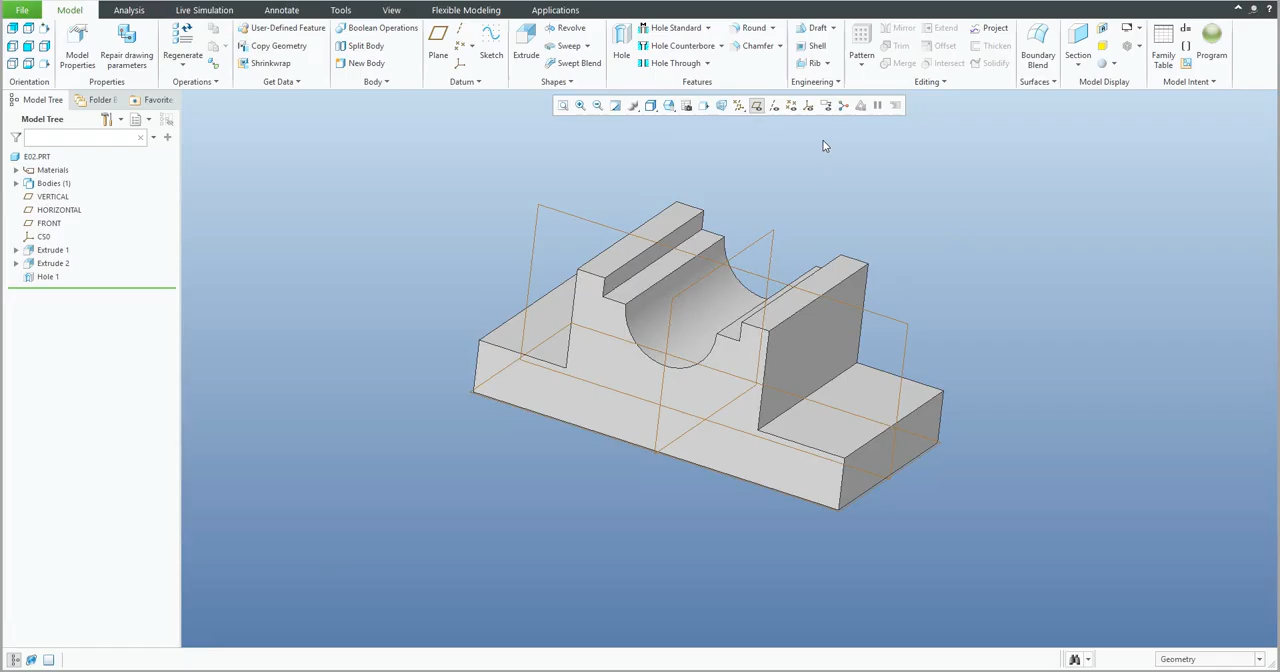 File Model Analysis Live Simulation Annotate Tools View Flexible Modeling Applications
User-Defined Feature Boolean Operations Revolve Hole Standard Round Draft Mirror Extend Project
Copy Geometry Split Body Sweep Hole Counterbore Chamfer Shell Trim Offset Thicken
Model Properties Repair drawing parameters Regenerate Plane Sketch Extrude Hole Pattern Boundary Blend Section Family Table Program
Shrinkwrap New Body Swept Blend Hole Through Rib Merge Intersect Solidify
Orientation Properties Operations Get Data Body Datum Shapes Features Engineering Editing Surfaces Model Display Model Intent
Model Tree Folder Favorite
Model Tree
E02.PRT
Materials
Bodies (1)
VERTICAL
HORIZONTAL
FRONT
CS0
Extrude 1
Extrude 2
Hole 1
Geometry